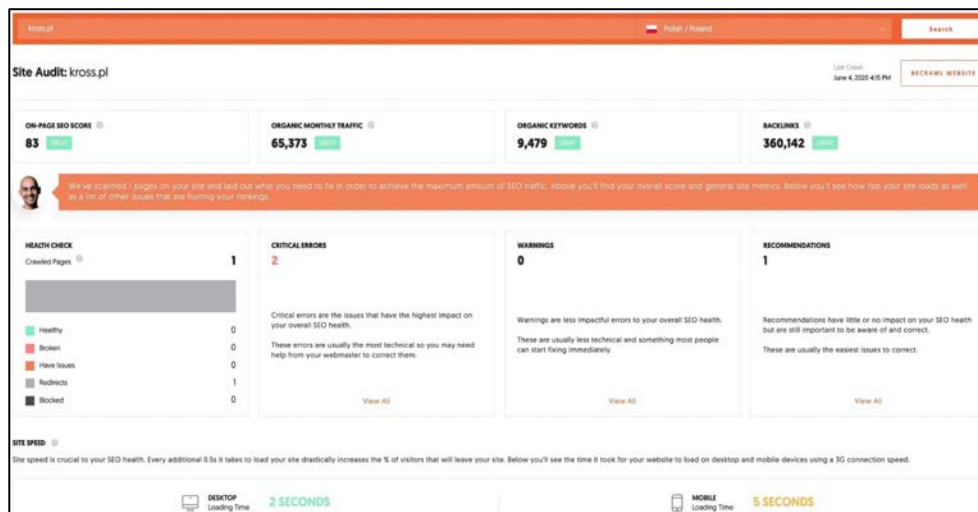 kross.pl
Polish / Poland
Search
Site Audit: kross.pl
Last Crawl:
June 4, 2020 4:15 PM
RECRAWL WEBSITE
ON-PAGE SEO SCORE
83 GREAT
ORGANIC MONTHLY TRAFFIC
65,373 GREAT
ORGANIC KEYWORDS
9,479 GREAT
BACKLINKS
360,142 GREAT
We've scanned 1 pages on your site and laid out what you need to fix in order to achieve the maximum amount of SEO traffic. Above you'll find your overall score and general site metrics. Below you'll see how fast your site loads as well
as a list of other issues that are hurting your rankings.
HEALTH CHECK
Crawled Pages 1
Healthy 0
Broken 0
Have Issues 0
Redirects 1
Blocked 0
CRITICAL ERRORS
2
Critical errors are the issues that have the highest impact on
your overall SEO health.
These errors are usually the most technical so you may need
help from your webmaster to correct them.
View All
WARNINGS
0
Warnings are less impactful errors to your overall SEO health.
These are usually less technical and something most people
can start fixing immediately.
View All
RECOMMENDATIONS
1
Recommendations have little or no impact on your SEO health
but are still important to be aware of and correct.
These are usually the easiest issues to correct.
View All
SITE SPEED
Site speed is crucial to your SEO health. Every additional 0.5s it takes to load your site drastically increases the % of visitors that will leave your site. Below you'll see the time it took for your website to load on desktop and mobile devices using a 3G connection speed.
DESKTOP
Loading Time
2 SECONDS
MOBILE
Loading Time
5 SECONDS